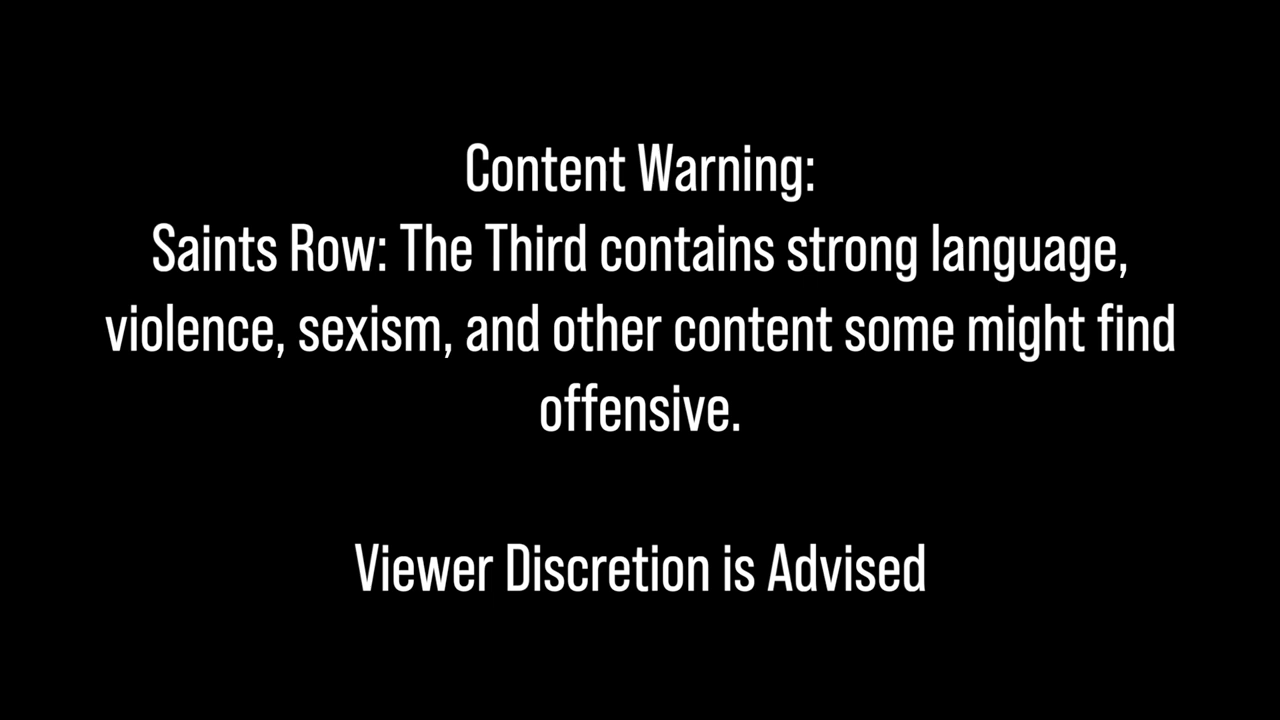 Content Warning:
Saints Row: The Third contains strong language,
violence, sexism, and other content some might find
offensive.
Viewer Discretion is Advised